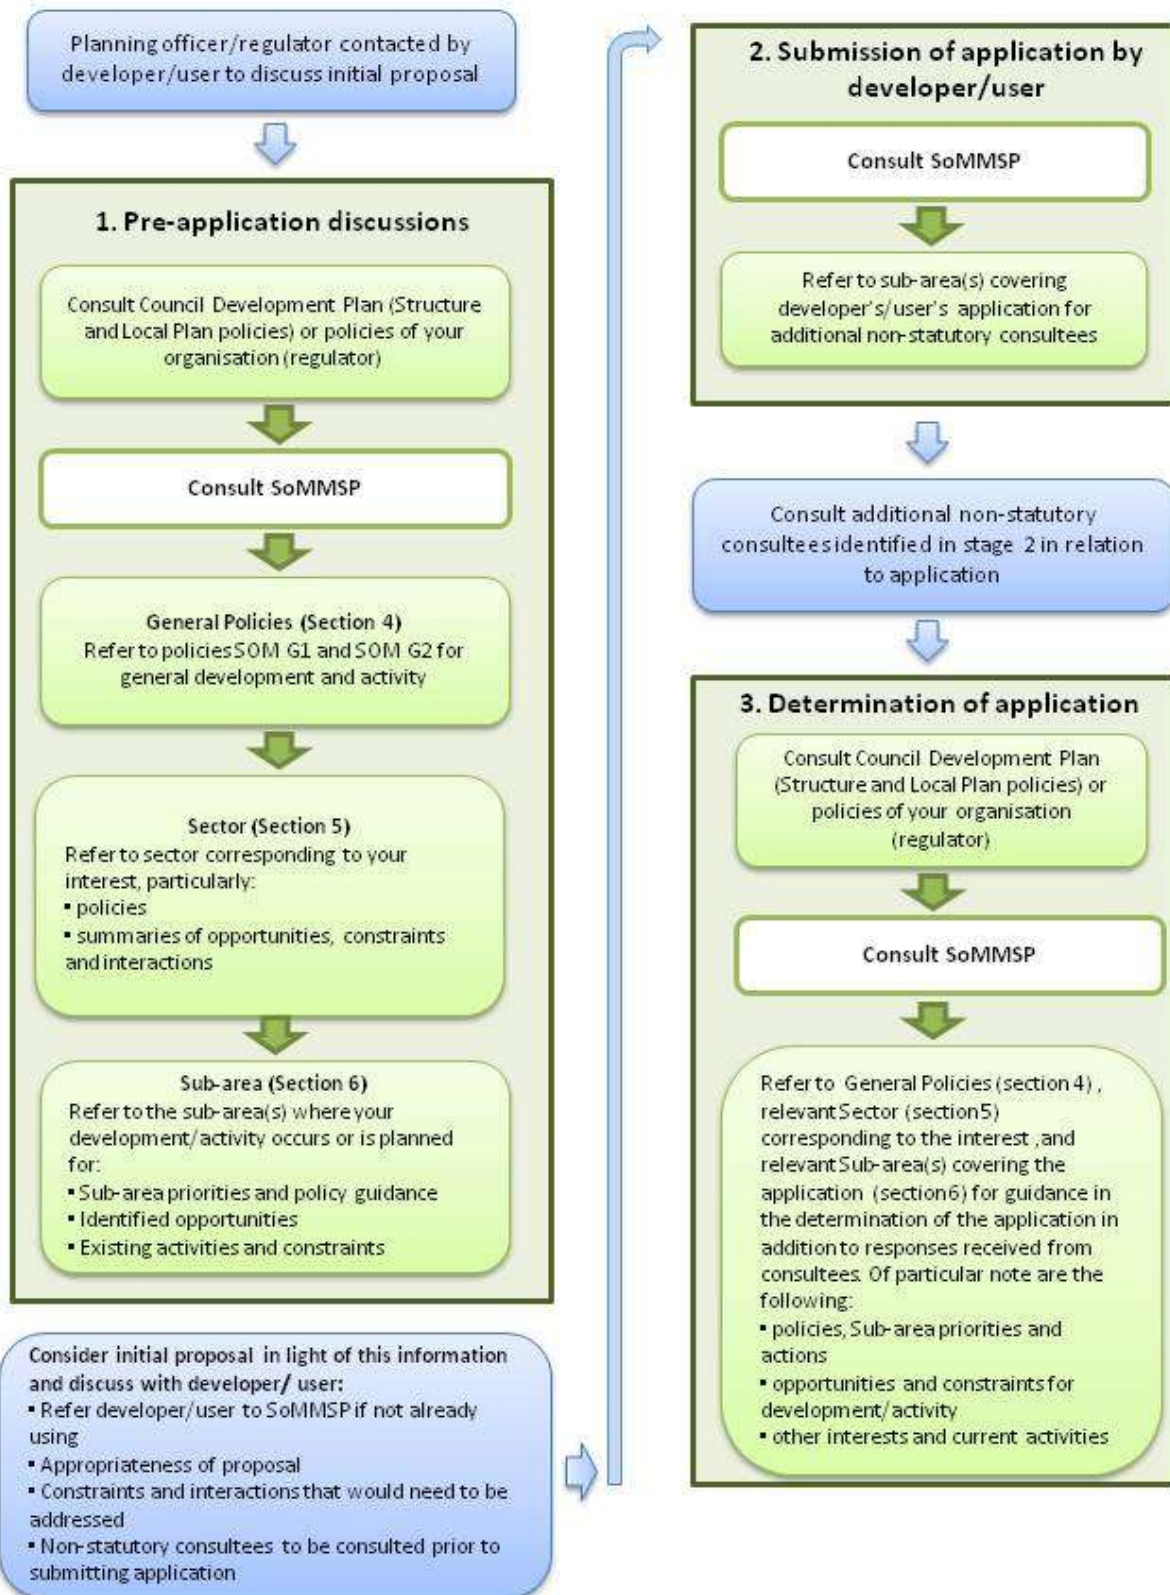 Planning officer/regulator contacted by
developer/user to discuss initial proposal
1. Pre-application discussions
Consult Council Development Plan (Structure
and Local Plan policies) or policies of your
organisation (regulator)
Consult SoMMSP
General Policies (Section 4)
Refer to policies SOM G1 and SOM G2 for
general development and activity
Sector (Section 5)
Refer to sector corresponding to your
interest, particularly:
▪ policies
▪ summaries of opportunities, constraints
and interactions
Sub-area (Section 6)
Refer to the sub-area(s) where your
development/activity occurs or is planned
for:
▪ Sub-area priorities and policy guidance
▪ Identified opportunities
▪ Existing activities and constraints
Consider initial proposal in light of this information
and discuss with developer/ user:
▪ Refer developer/user to SoMMSP if not already
using
▪ Appropriateness of proposal
▪ Constraints and interactions that would need to be
addressed
▪ Non-statutory consultees to be consulted prior to
submitting application
2. Submission of application by
developer/user
Consult SoMMSP
Refer to sub-area(s) covering
developer's/user's application for
additional non-statutory consultees
Consult additional non-statutory
consultees identified in stage 2 in relation
to application
3. Determination of application
Consult Council Development Plan
(Structure and Local Plan policies) or
policies of your organisation
(regulator)
Consult SoMMSP
Refer to General Policies (section 4) ,
relevant Sector (section5)
corresponding to the interest ,and
relevant Sub-area(s) covering the
application (section6) for guidance in
the determination of the application in
addition to responses received from
consultees. Of particular note are the
following:
▪ policies, Sub-area priorities and
actions
▪ opportunities and constraints for
development/activity
▪ other interests and current activities